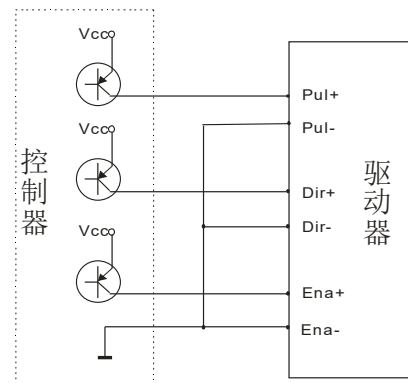 Vcc
Pul+
Pul-
Vcc
控制器
驱动器
Dir+
Dir-
Vcc
Ena+
Ena-